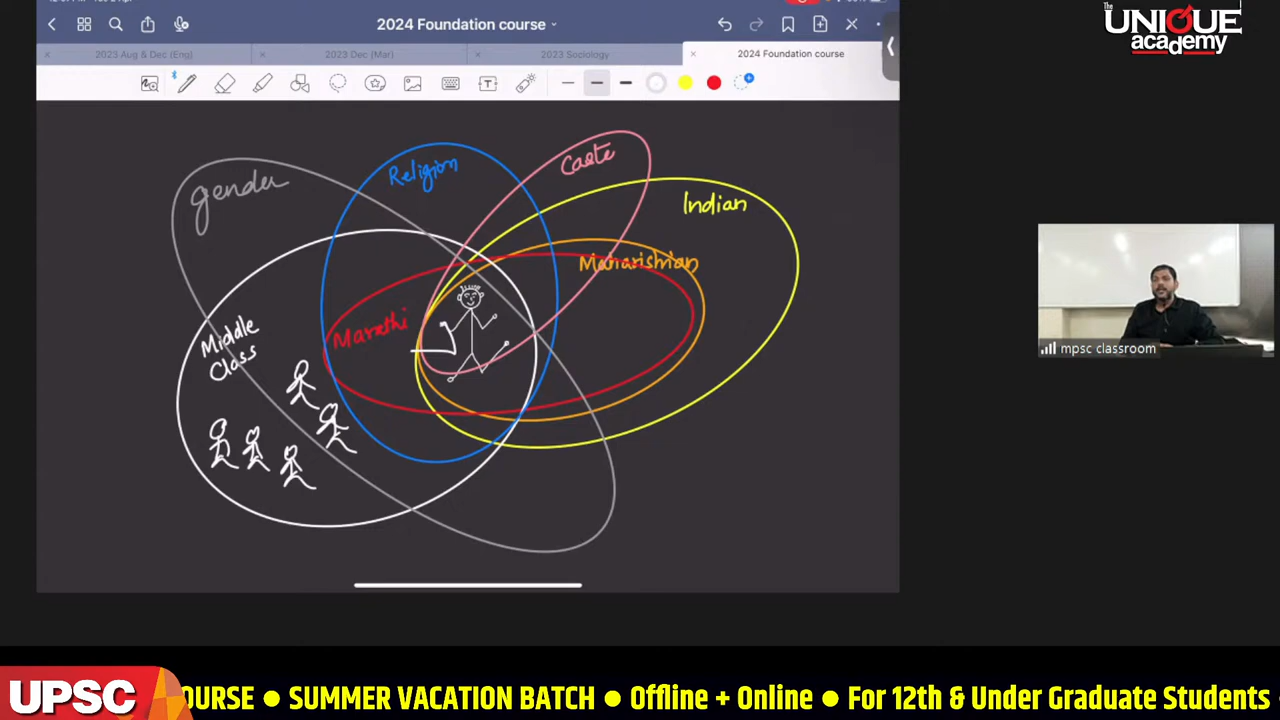 2024 Foundation course
2023 Aug & Dec (Eng)
2023 Dec (Mar)
2023 Sociology
2024 Foundation course
The
UNIQUE
academy
gender
Religion
Caste
Indian
Maharishian
Marathi
Middle
Class
mpsc classroom
UPSC
OURSE ● SUMMER VACATION BATCH ● Offline + Online ● For 12th & Under Graduate Students